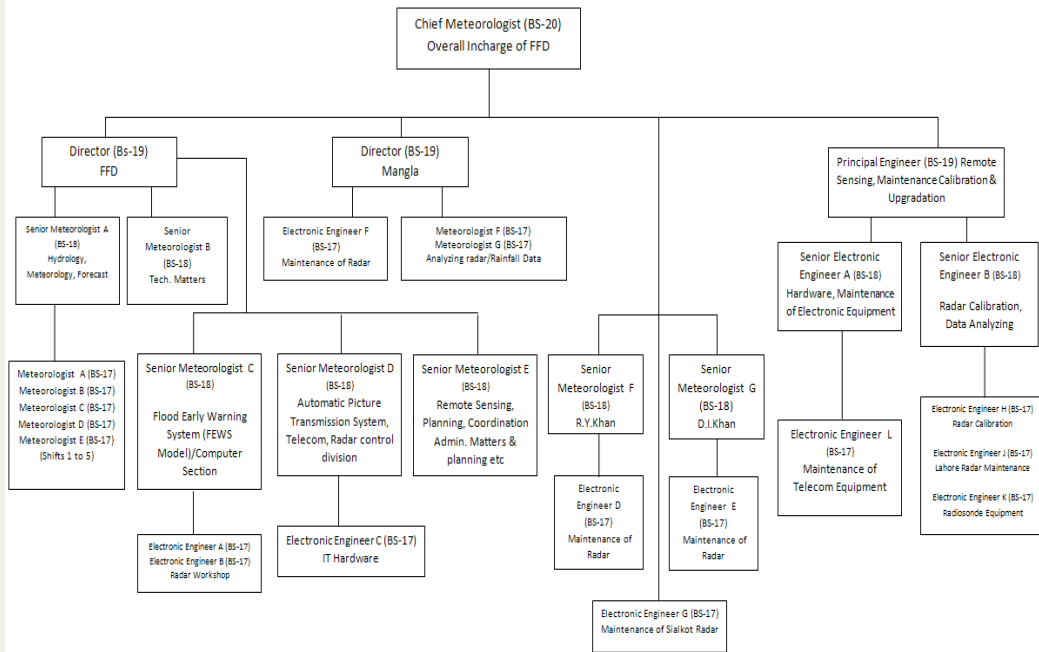 Chief Meteorologist (BS-20)
Overall Incharge of FFD
Director (Bs-19)
FFD
Director (BS-19)
Mangla
Principal Engineer (BS-19) Remote
Sensing, Maintenance Calibration &
Upgradation
Senior Meteorologist A
(BS-18)
Hydrology,
Meteorology, Forecast
Senior
Meteorologist B
(BS-18)
Tech. Matters
Electronic Engineer F
(BS-17)
Maintenance of Radar
Meteorologist F (BS-17)
Meteorologist G (BS-17)
Analyzing radar/Rainfall Data
Senior Electronic
Engineer A (BS-18)
Hardware, Maintenance
of Electronic Equipment
Senior Electronic
Engineer B (BS-18)
Radar Calibration,
Data Analyzing
Meteorologist A (BS-17)
Meteorologist B (BS-17)
Meteorologist C (BS-17)
Meteorologist D (BS-17)
Meteorologist E (BS-17)
(Shifts 1 to 5)
Senior Meteorologist C
(BS-18)
Flood Early Warning
System (FEWS
Model)/Computer
Section
Senior Meteorologist D
(BS-18)
Automatic Picture
Transmission System,
Telecom, Radar control
division
Senior Meteorologist E
(BS-18)
Remote Sensing,
Planning, Coordination
Admin. Matters &
planning etc
Senior
Meteorologist F
(BS-18)
R.Y.Khan
Senior
Meteorologist G
(BS-18)
D.I.Khan
Electronic Engineer L
(BS-17)
Maintenance of
Telecom Equipment
Electronic Engineer H (BS-17)
Radar Calibration
Electronic Engineer J (BS-17)
Lahore Radar Maintenance
Electronic Engineer K (BS-17)
Radiosonde Equipment
Electronic Engineer A (BS-17)
Electronic Engineer B (BS-17)
Radar Workshop
Electronic Engineer C (BS-17)
IT Hardware
Electronic
Engineer D
(BS-17)
Maintenance of
Radar
Electronic
Engineer E
(BS-17)
Maintenance of
Radar
Electronic Engineer G (BS-17)
Maintenance of Sialkot Radar